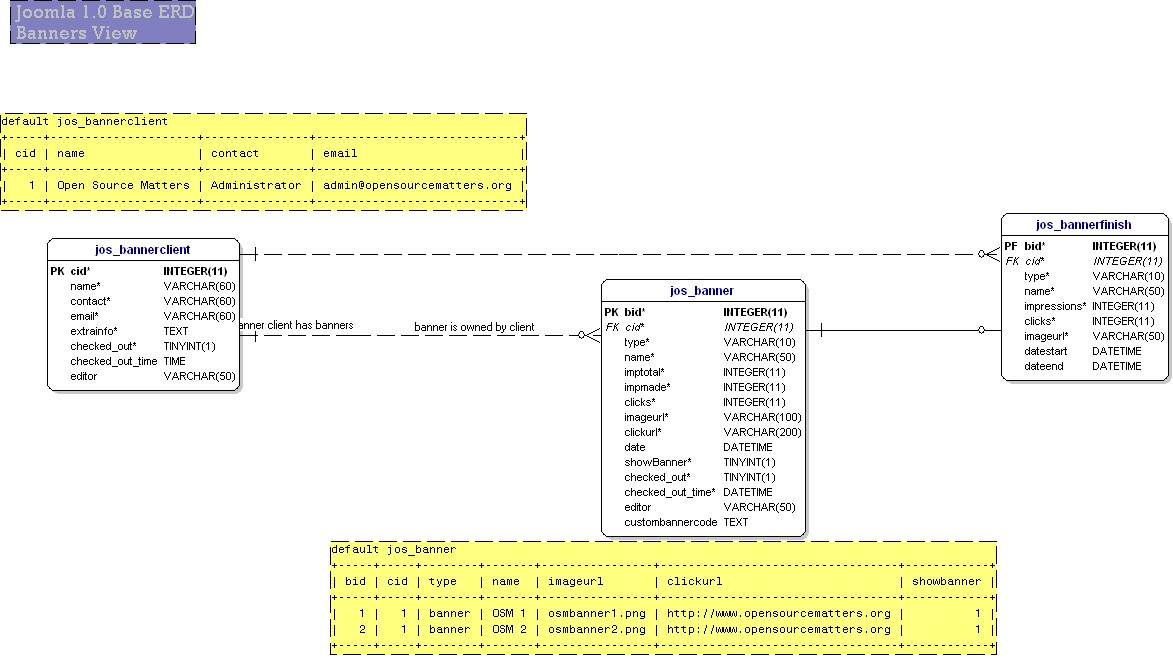 Joomla 1.0 Base ERD
Banners View
default jos_bannerclient
| cid | name | contact | email |
| 1 | Open Source Matters | Administrator | admin@opensourcematters.org |
jos_bannerclient
PK cid* INTEGER(11)
name* VARCHAR(60)
contact* VARCHAR(60)
email* VARCHAR(60)
extrainfo* TEXT
checked_out* TINYINT(1)
checked_out_time TIME
editor VARCHAR(50)
anner client has banners
banner is owned by client
jos_banner
PK bid* INTEGER(11)
FK cid* INTEGER(11)
type* VARCHAR(10)
name* VARCHAR(50)
imptotal* INTEGER(11)
impmade* INTEGER(11)
clicks* INTEGER(11)
imageurl* VARCHAR(100)
clickurl* VARCHAR(200)
date DATETIME
showBanner* TINYINT(1)
checked_out* TINYINT(1)
checked_out_time* DATETIME
editor VARCHAR(50)
custombannercode TEXT
jos_bannerfinish
PF bid* INTEGER(11)
FK cid* INTEGER(11)
type* VARCHAR(10)
name* VARCHAR(50)
impressions* INTEGER(11)
clicks* INTEGER(11)
imageurl* VARCHAR(50)
datestart DATETIME
dateend DATETIME
default jos_banner
| bid | cid | type | name | imageurl | clickurl | showbanner |
| 1 | 1 | banner | OSM 1 | osmbanner1.png | http://www.opensourcematters.org | 1 |
| 2 | 1 | banner | OSM 2 | osmbanner2.png | http://www.opensourcematters.org | 1 |